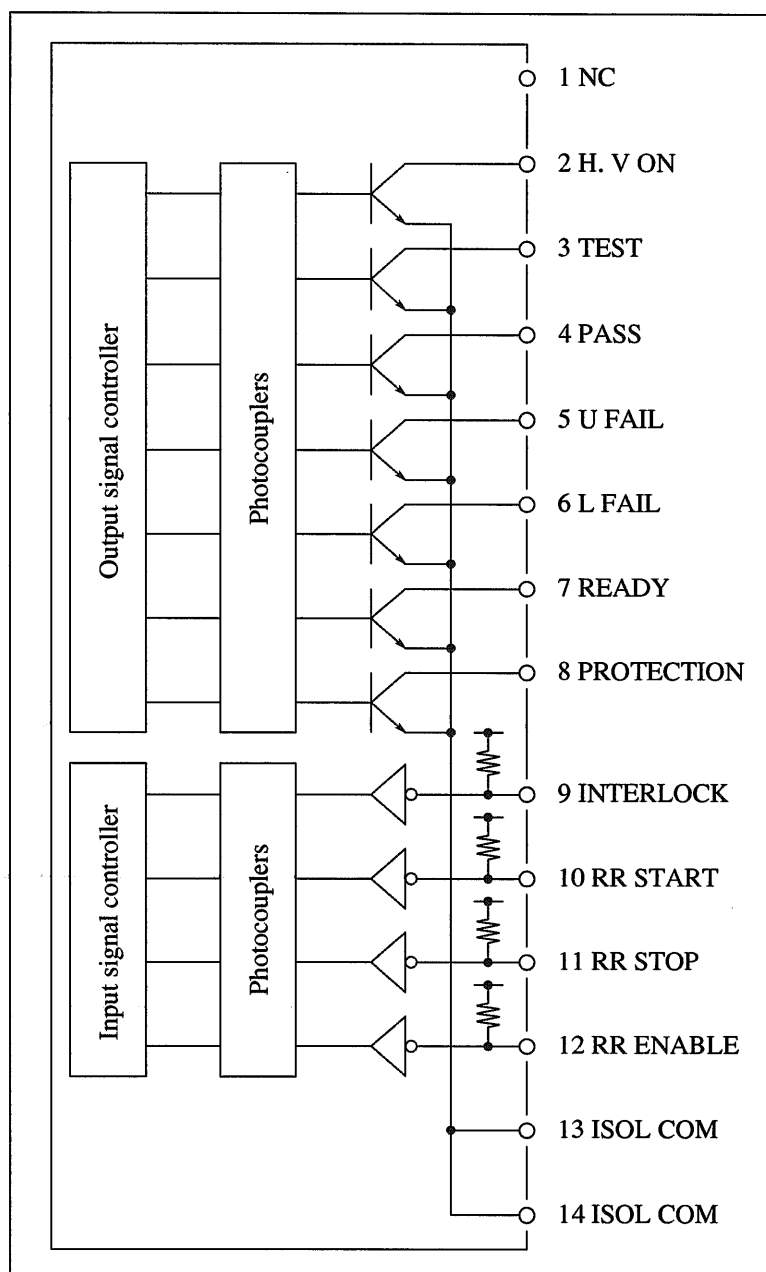 1 NC
2 H. V ON
3 TEST
4 PASS
5 U FAIL
6 L FAIL
7 READY
8 PROTECTION
Output signal controller
Photocouplers
9 INTERLOCK
10 RR START
11 RR STOP
12 RR ENABLE
Input signal controller
Photocouplers
13 ISOL COM
14 ISOL COM